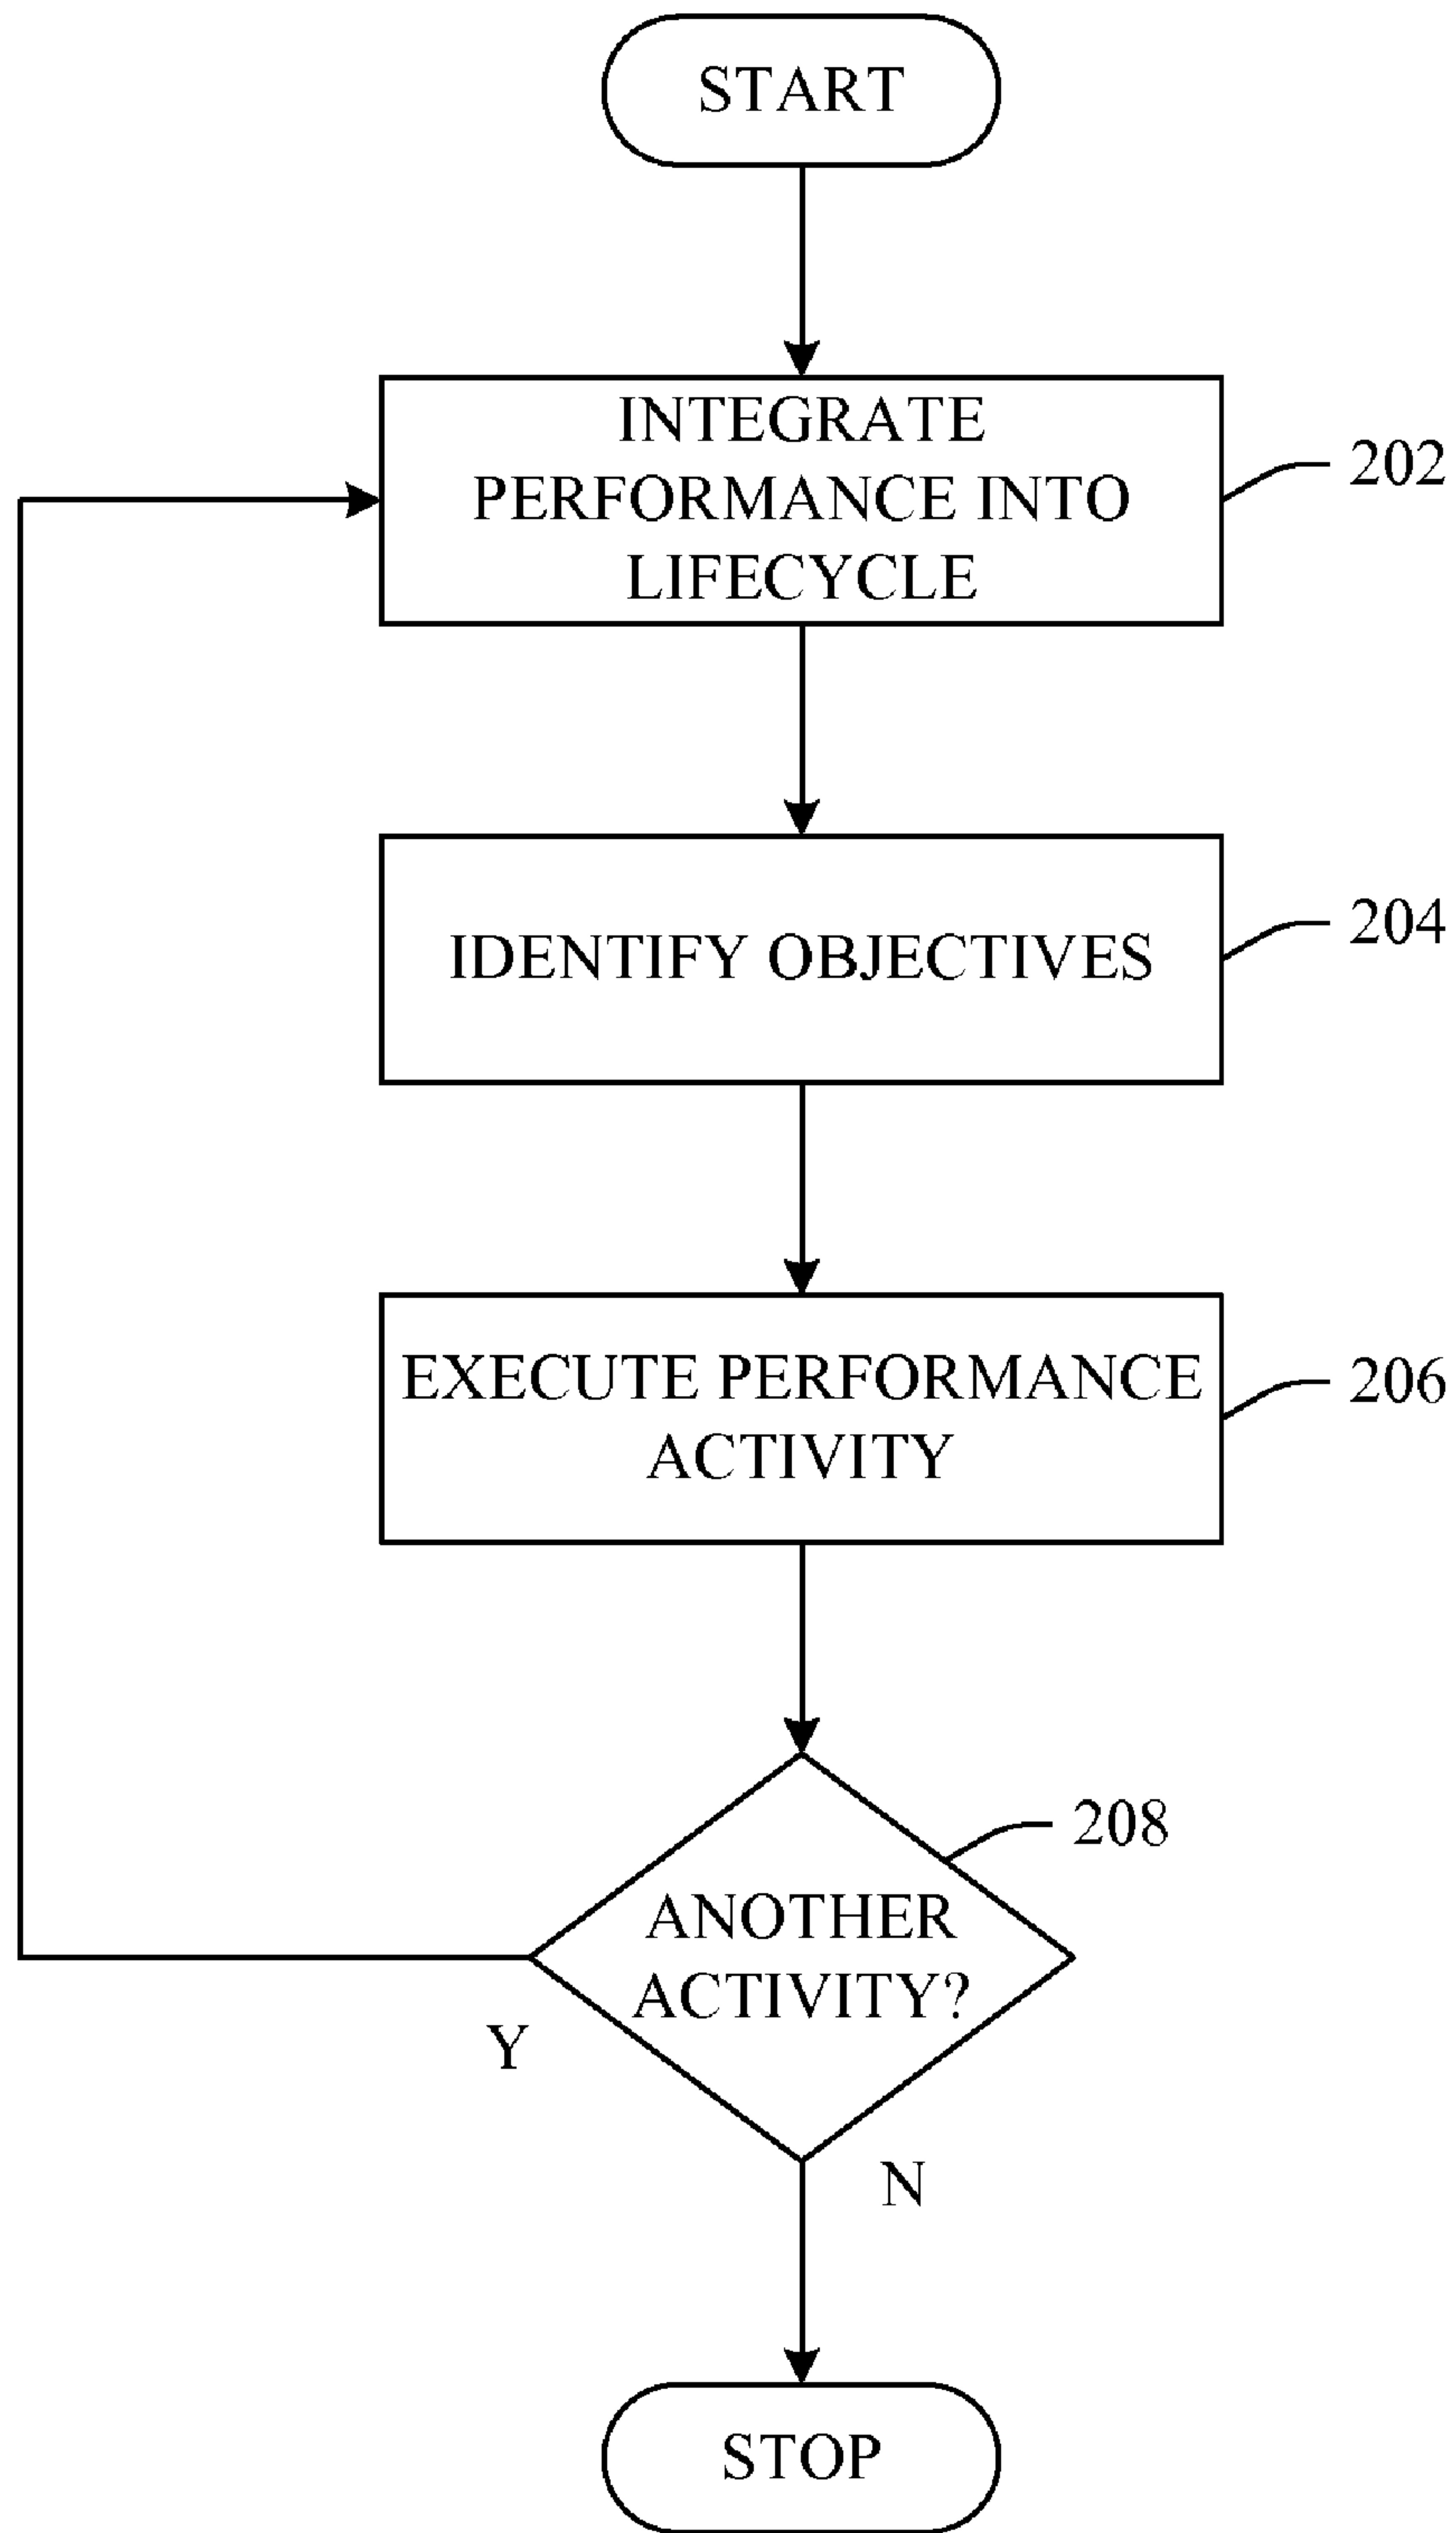 START
INTEGRATE
PERFORMANCE INTO
LIFECYCLE
202
IDENTIFY OBJECTIVES
204
EXECUTE PERFORMANCE
ACTIVITY
206
208
ANOTHER
ACTIVITY?
Y
N
STOP